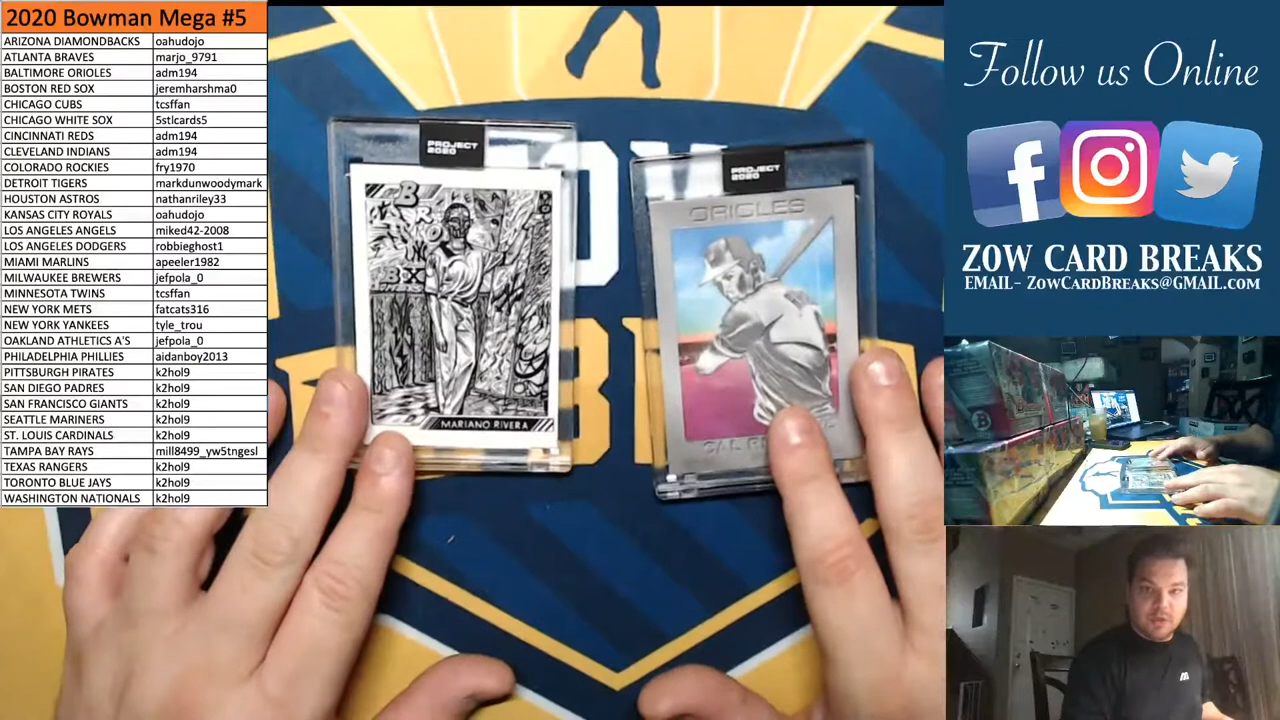 2020 Bowman Mega #5
ARIZONA DIAMONDBACKS oahudojo
ATLANTA BRAVES marjo_9791
BALTIMORE ORIOLES adm194
BOSTON RED SOX jeremharshma0
CHICAGO CUBS tcsffan
CHICAGO WHITE SOX 5stlcards5
CINCINNATI REDS adm194
CLEVELAND INDIANS adm194
COLORADO ROCKIES fry1970
DETROIT TIGERS markdunwoodymark
HOUSTON ASTROS nathanriley33
KANSAS CITY ROYALS oahudojo
LOS ANGELES ANGELS miked42-2008
LOS ANGELES DODGERS robbieghost1
MIAMI MARLINS apeeler1982
MILWAUKEE BREWERS jefpola_0
MINNESOTA TWINS tcsffan
NEW YORK METS fatcats316
NEW YORK YANKEES tyle_trou
OAKLAND ATHLETIC A'S jefpola_0
PHILADELPHIA PHILLIES aidanboy2013
PITTSBURGH PIRATES k2hol9
SAN DIEGO PADRES k2hol9
SAN FRANCISCO GIANTS k2hol9
SEATTLE MARINERS k2hol9
ST. LOUIS CARDINALS k2hol9
TAMPA BAY RAYS mill8499_yw5tngesl
TEXAS RANGERS k2hol9
TORONTO BLUE JAYS k2hol9
WASHINGTON NATIONALS k2hol9
PROJECT
2020
B
RO
NY
BX
MARIANO RIVERA
PROJECT
2020
ORIOLES
CAL
Follow us Online
f
ZOW CARD BREAKS
EMAIL- ZOWCARDBREAKS@GMAIL.COM